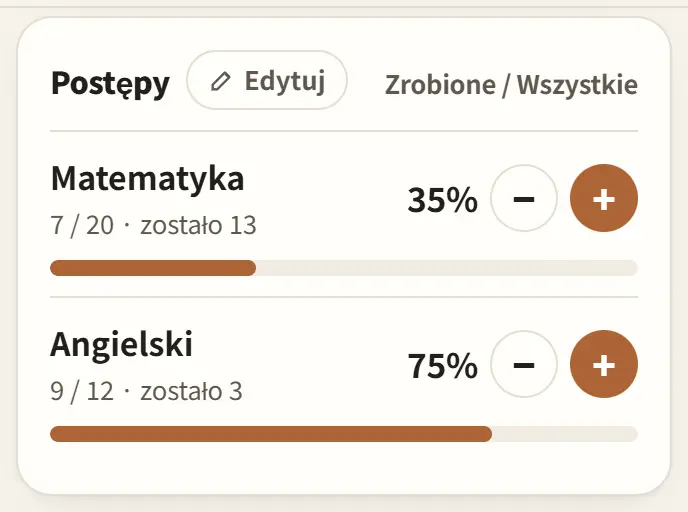 Postępy Edytuj Zrobione / Wszystkie
Matematyka
35% − +
7 / 20 · zostało 13
Angielski
75% − +
9 / 12 · zostało 3